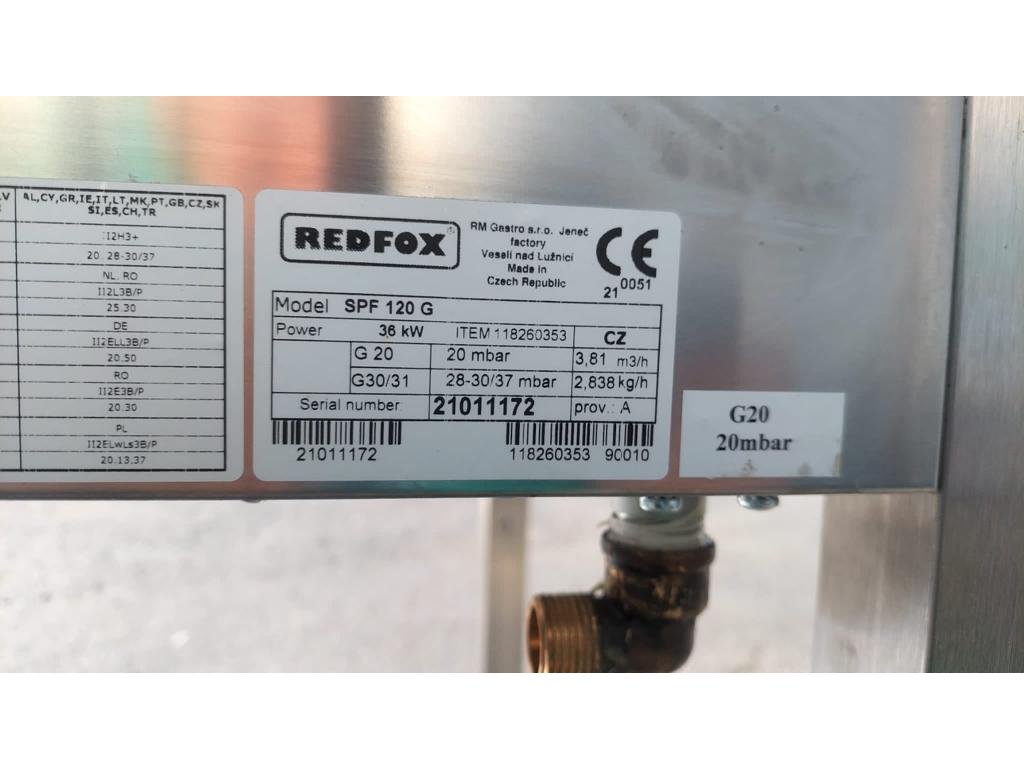 LV
AL,CY,GR,IE,IT,LT,MK,PT,GB,CZ,SK
SI,ES,CH,TR
II2H3+
20. 28-30/37
NL. RO
II2L3B/P
25.30
DE
II2ELL3B/P
20.50
RO
II2E3B/P
20.30
PL
II2ELwLs3B/P
20.13.37
REDFOX®
RM Gastro s.r.o. Jeneč
factory
Veselí nad Lužnicí
Made in
Czech Republic
CE
21 0051
Model SPF 120 G
Power 36 kW ITEM 118260353 CZ
G 20 20 mbar 3,81 m3/h
G30/31 28-30/37 mbar 2,838 kg/h
Serial number: 21011172 prov.: A
21011172 118260353 90010
G20
20mbar